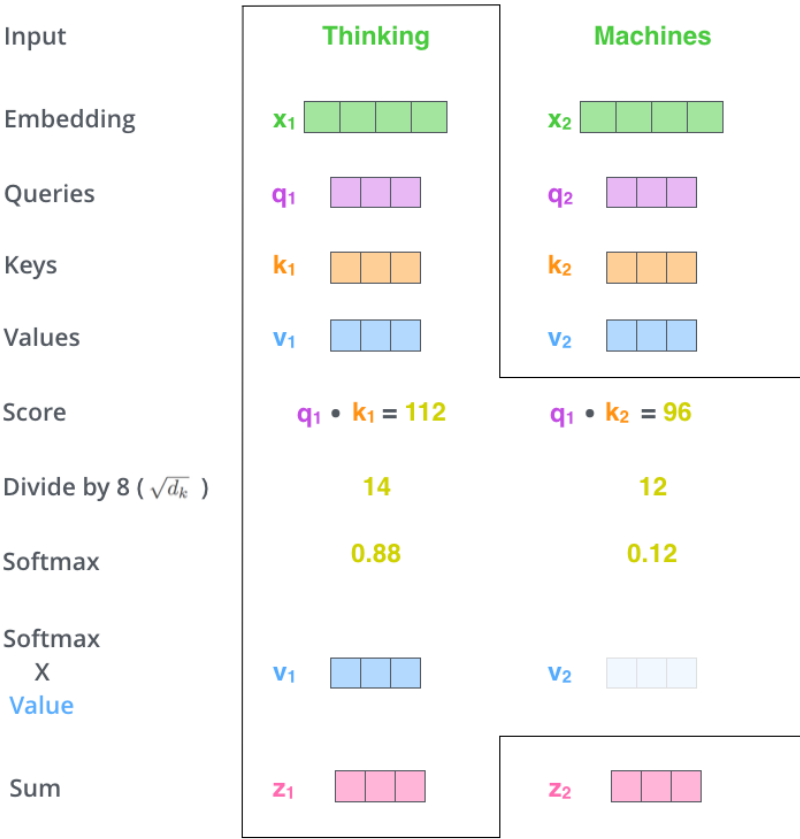 Input Thinking Machines
Embedding x1 x2
Queries q1 q2
Keys k1 k2
Values v1 v2
Score q1 • k1 = 112 q1 • k2 = 96
Divide by 8 ( √dk ) 14 12
Softmax 0.88 0.12
Softmax
X v1 v2
Value
Sum z1 z2